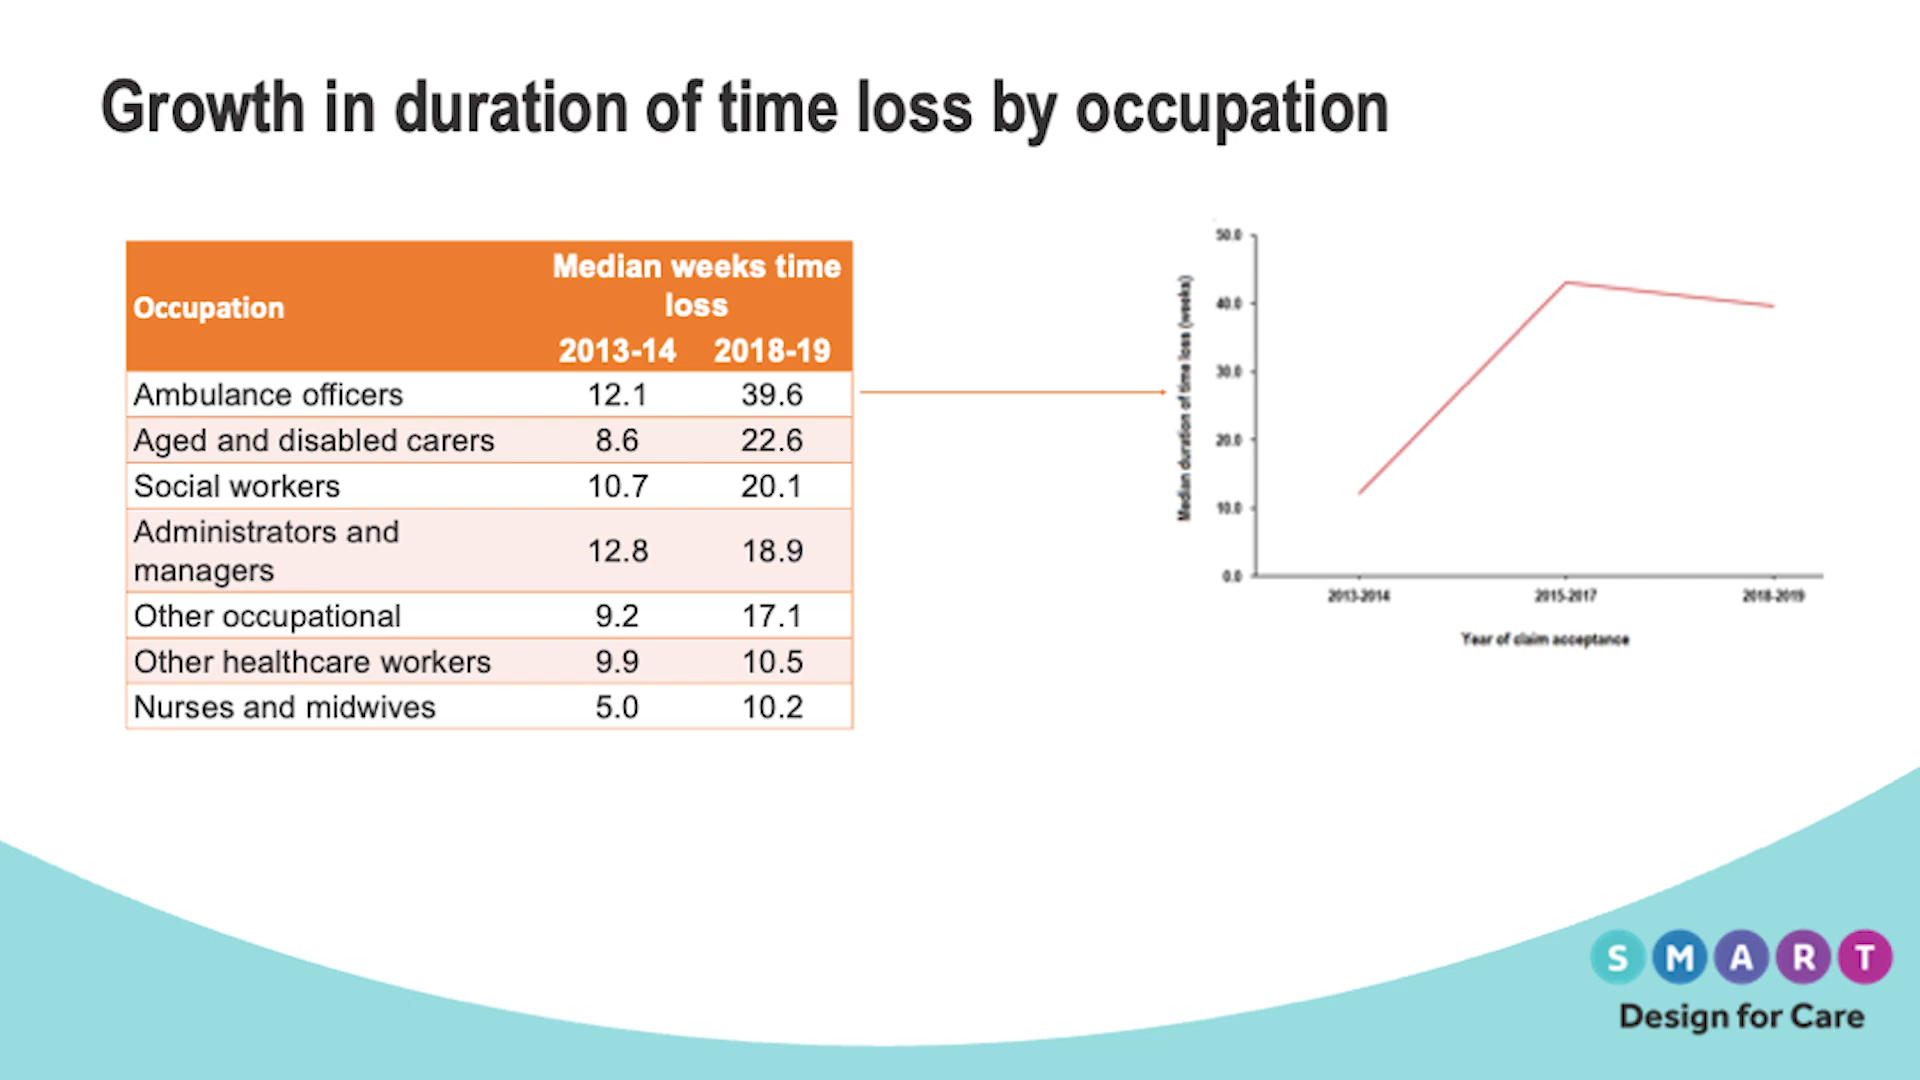 Growth in duration of time loss by occupation
Occupation
Median weeks time
loss
2013-14 2018-19
Ambulance officers 12.1 39.6
Aged and disabled carers 8.6 22.6
Social workers 10.7 20.1
Administrators and
managers 12.8 18.9
Other occupational 9.2 17.1
Other healthcare workers 9.9 10.5
Nurses and midwives 5.0 10.2
Median duration of time loss (weeks)
50.0
40.0
30.0
20.0
10.0
0.0
2013-2014 2015-2017 2018-2019
Year of claim acceptance
SMART
Design for Care